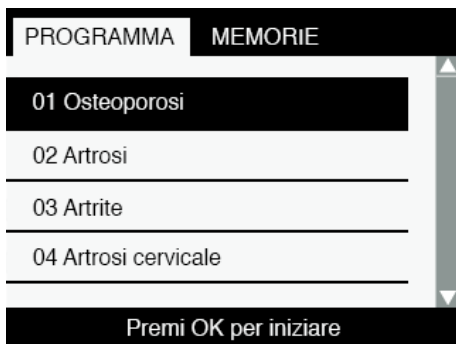 PROGRAMMA MEMORIE
01 Osteoporosi
02 Artrosi
03 Artrite
04 Artrosi cervicale
Premi OK per iniziare